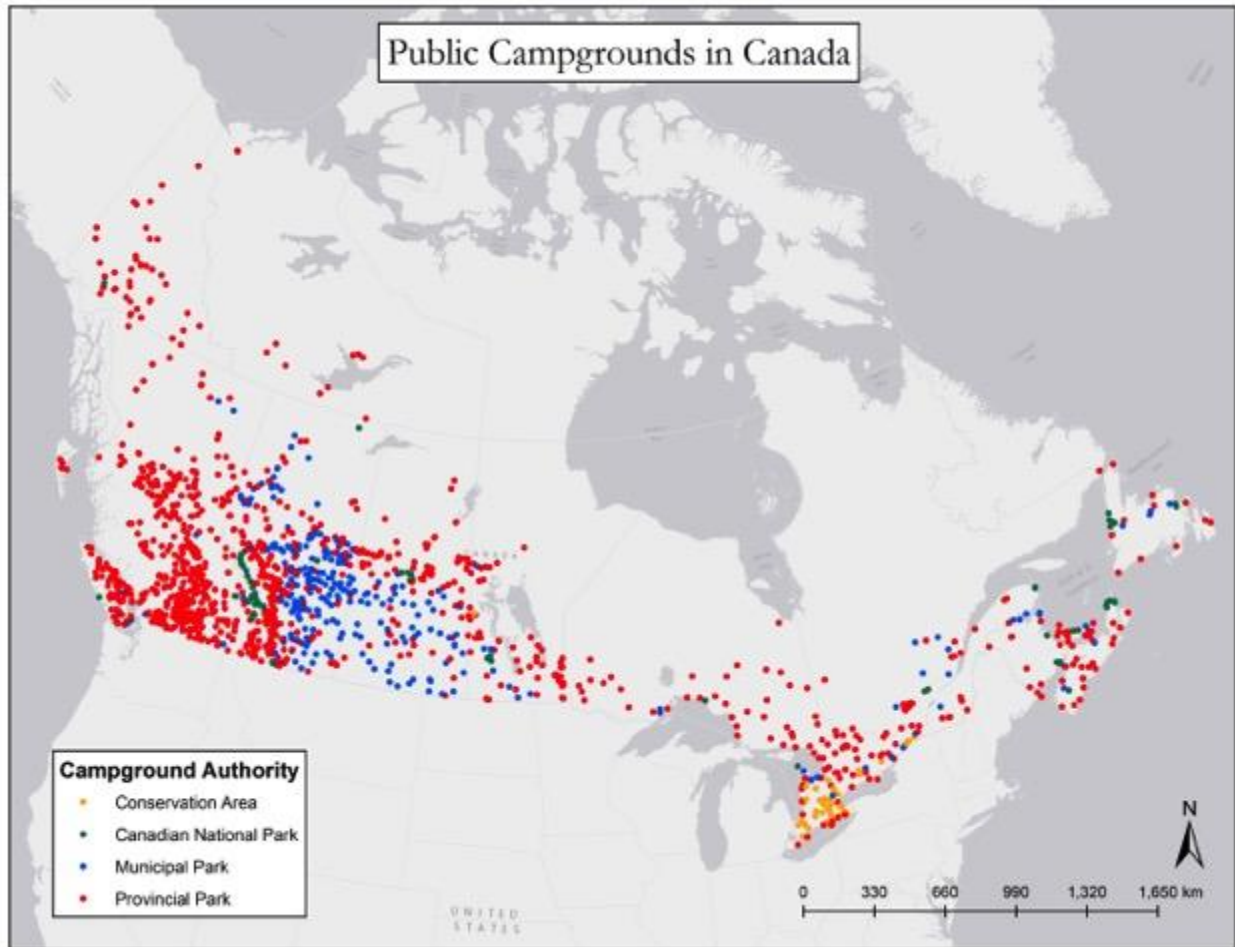 Public Campgrounds in Canada
CANADA
Campground Authority
Conservation Area
Canadian National Park
Municipal Park
Provincial Park
N
0 330 660 990 1,320 1,650 km
UNITED
STATES